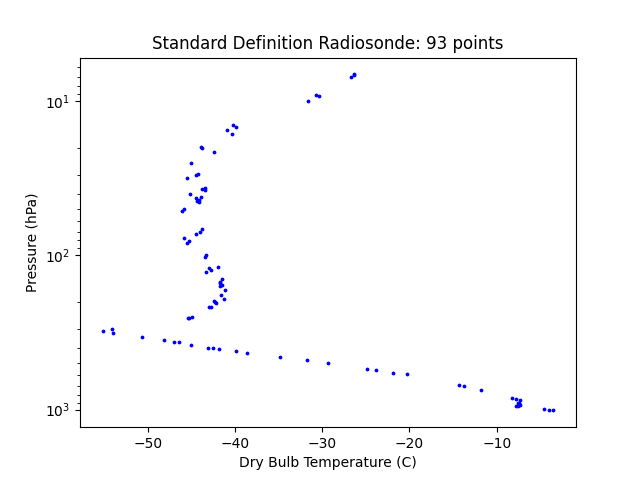 Standard Definition Radiosonde: 93 points
Pressure (hPa)
10¹
10²
10³
−50
−40
−30
−20
−10
Dry Bulb Temperature (C)